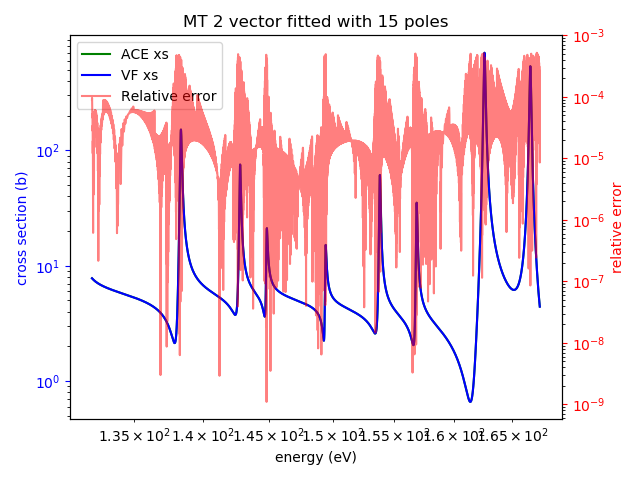 MT 2 vector fitted with 15 poles
ACE xs
VF xs
Relative error
cross section (b)
10²
10¹
10⁰
10⁻³
10⁻⁴
10⁻⁵
10⁻⁶
10⁻⁷
10⁻⁸
10⁻⁹
relative error
1.35×10² 1.4×10² 1.45×10² 1.5×10² 1.55×10² 1.6×10² 1.65×10²
energy (eV)